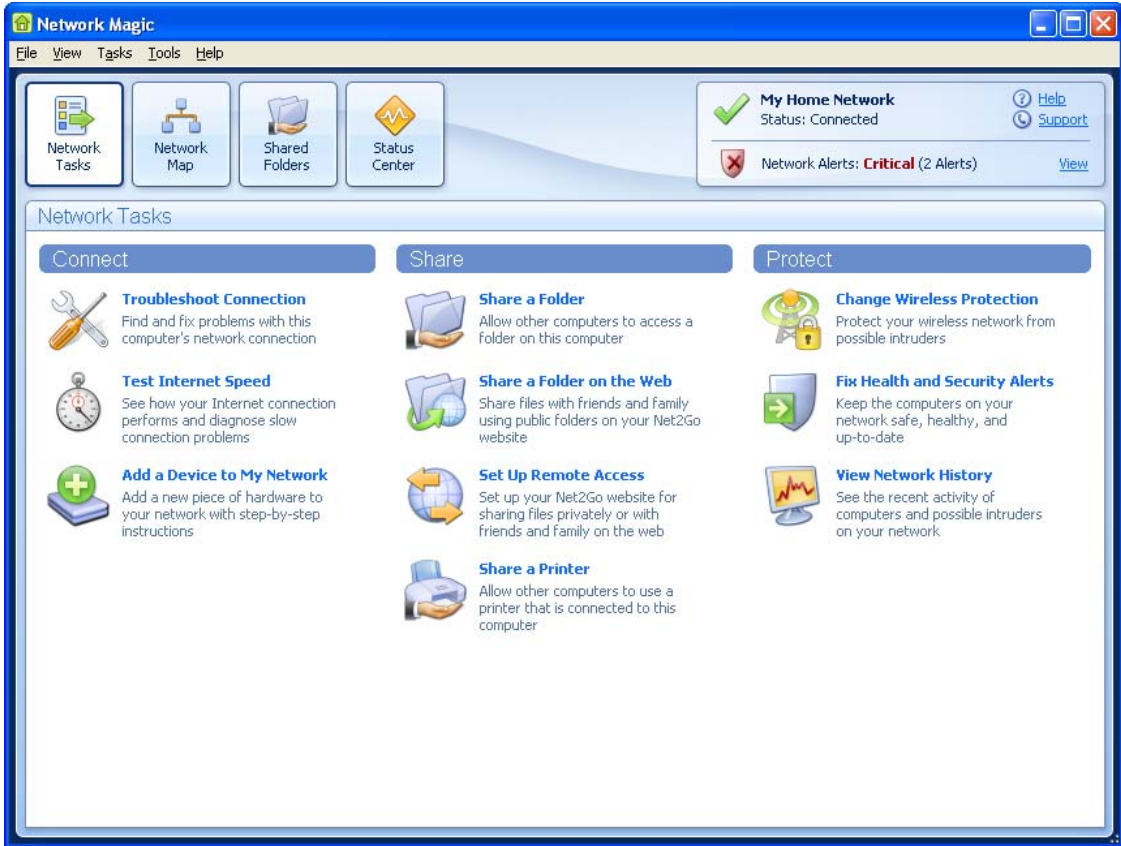 Network Magic
File View Tasks Tools Help
Network
Tasks
Network
Map
Shared
Folders
Status
Center
My Home Network
Status: Connected
Help
Support
Network Alerts: Critical (2 Alerts)
View
Network Tasks
Connect
Troubleshoot Connection
Find and fix problems with this
computer's network connection
Test Internet Speed
See how your Internet connection
performs and diagnose slow
connection problems
Add a Device to My Network
Add a new piece of hardware to
your network with step-by-step
instructions
Share
Share a Folder
Allow other computers to access a
folder on this computer
Share a Folder on the Web
Share files with friends and family
using public folders on your Net2Go
website
Set Up Remote Access
Set up your Net2Go website for
sharing files privately or with
friends and family on the web
Share a Printer
Allow other computers to use a
printer that is connected to this
computer
Protect
Change Wireless Protection
Protect your wireless network from
possible intruders
Fix Health and Security Alerts
Keep the computers on your
network safe, healthy, and
up-to-date
View Network History
See the recent activity of
computers and possible intruders
on your network